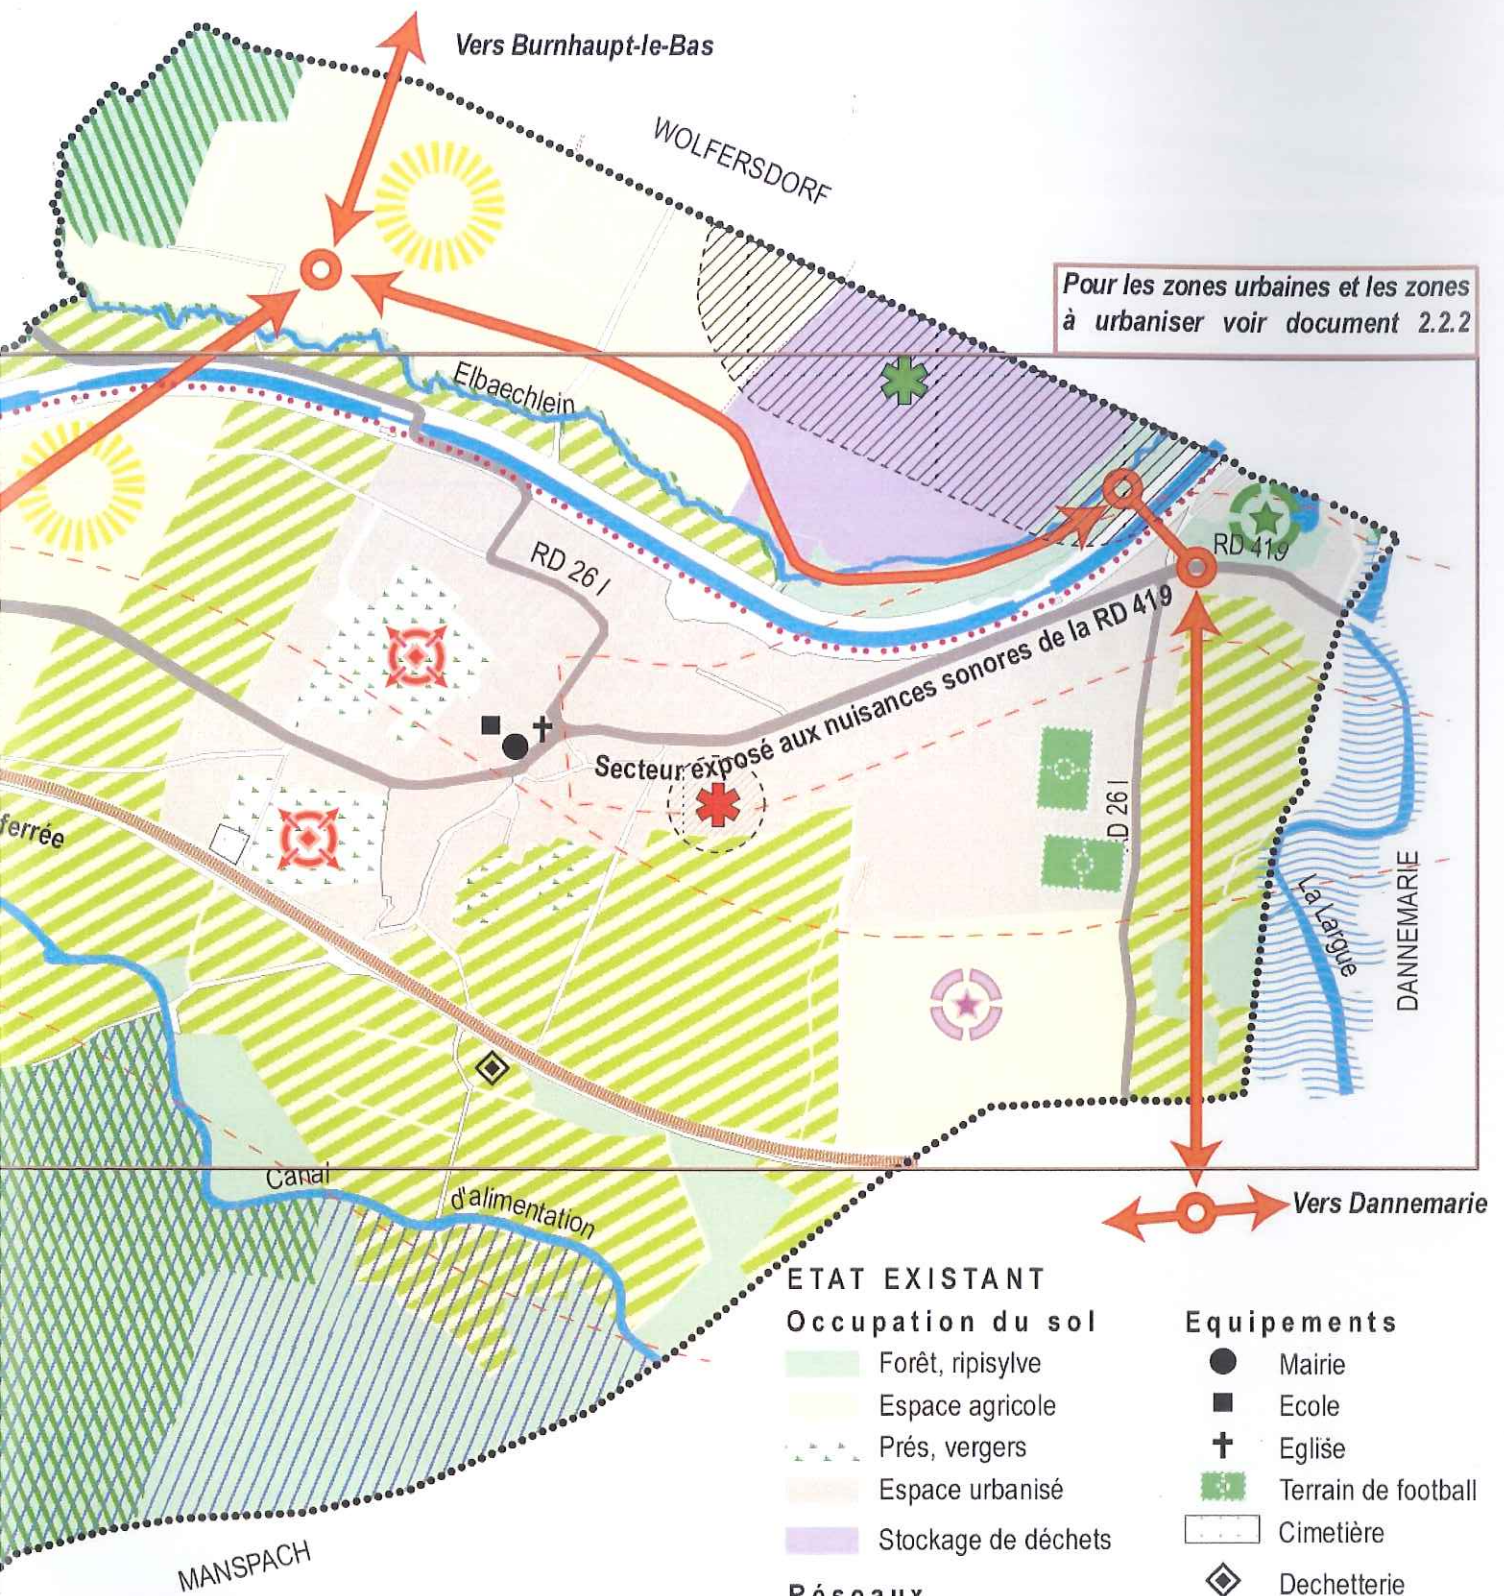 Vers Burnhaupt-le-Bas
WOLFERSDORF
Pour les zones urbaines et les zones
à urbaniser voir document 2.2.2
Elbaechlein
RD 26 I
RD 419
Secteur exposé aux nuisances sonores de la RD 419
ferrée
RD 26 I
La Largue
DANNEMARIE
Canal
d'alimentation
Vers Dannemarie
MANSPACH
ETAT EXISTANT
Occupation du sol
Forêt, ripisylve
Espace agricole
Prés, vergers
Espace urbanisé
Stockage de déchets
Réseaux
Equipements
Mairie
Ecole
Eglise
Terrain de football
Cimetière
Dechetterie